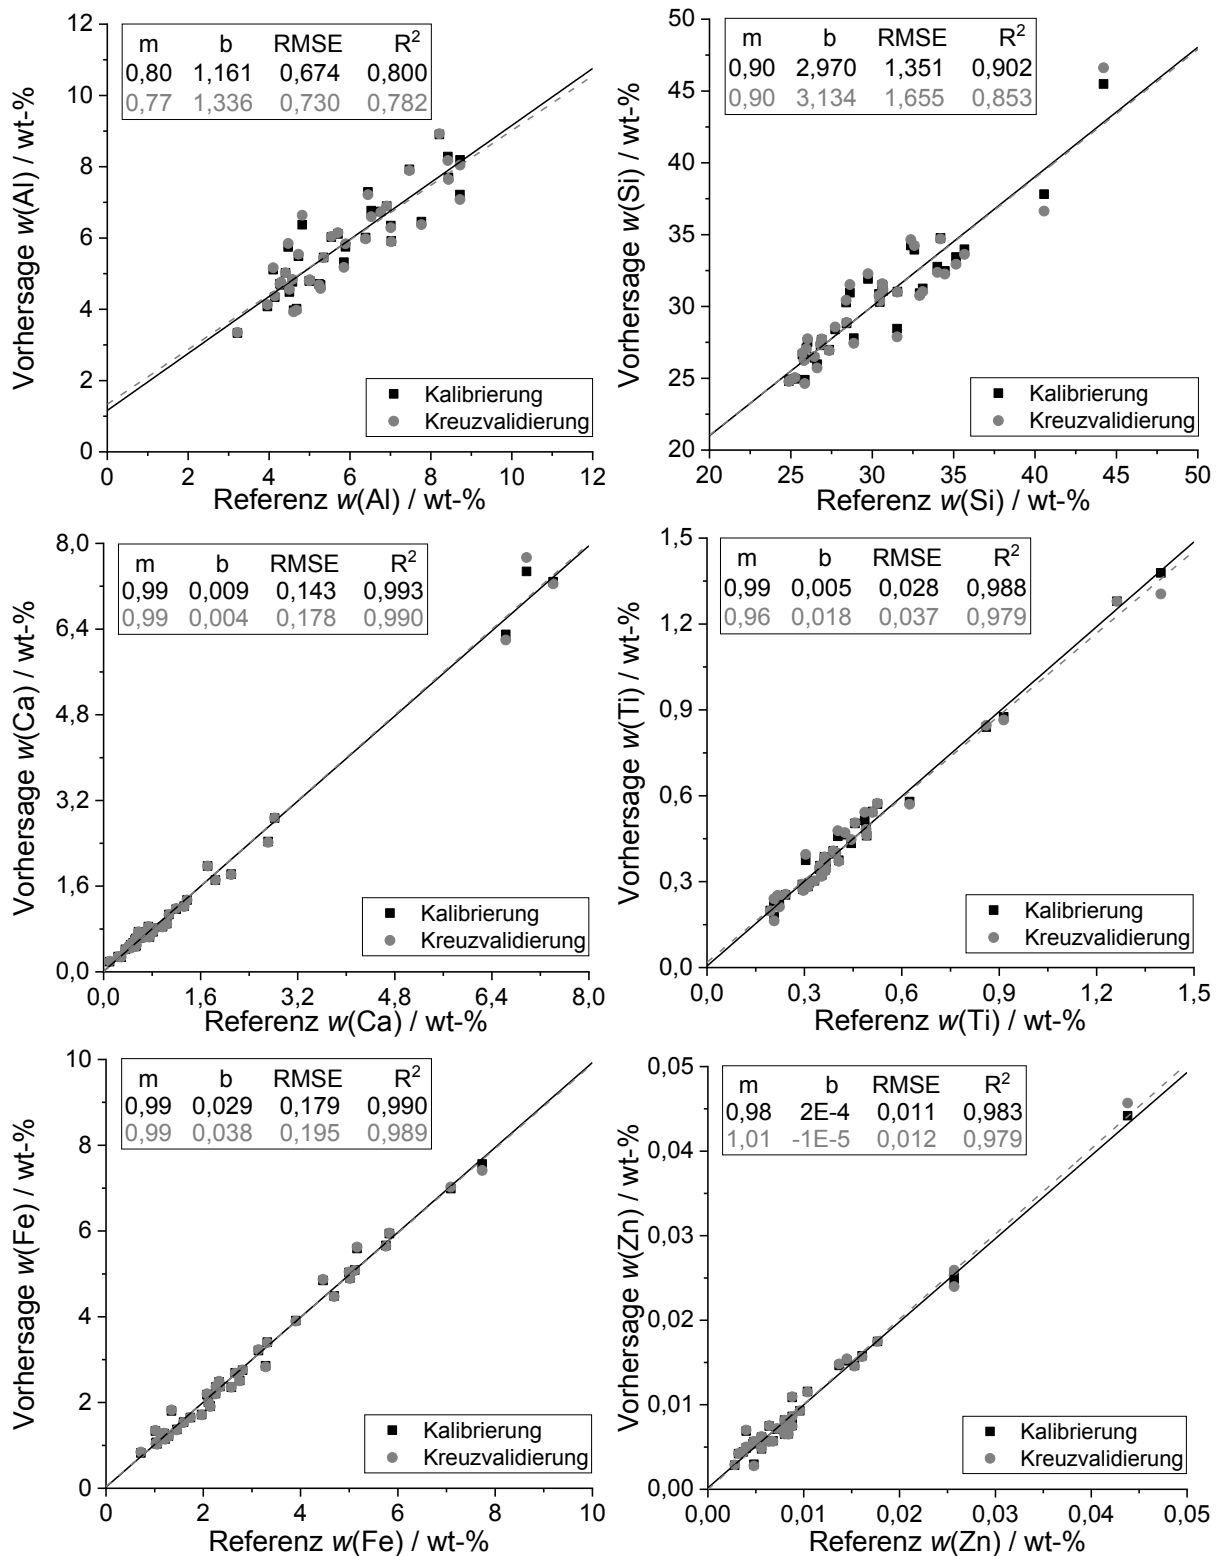 m b RMSE R²
0,80 1,161 0,674 0,800
0,77 1,336 0,730 0,782
12
10
8
6
4
2
0
Vorhersage w(Al) / wt-%
Kalibrierung
Kreuzvalidierung
0 2 4 6 8 10 12
Referenz w(Al) / wt-%
m b RMSE R²
0,90 2,970 1,351 0,902
0,90 3,134 1,655 0,853
50
45
40
35
30
25
20
Vorhersage w(Si) / wt-%
Kalibrierung
Kreuzvalidierung
20 25 30 35 40 45 50
Referenz w(Si) / wt-%
m b RMSE R²
0,99 0,009 0,143 0,993
0,99 0,004 0,178 0,990
8,0
6,4
4,8
3,2
1,6
0,0
Vorhersage w(Ca) / wt-%
Kalibrierung
Kreuzvalidierung
0,0 1,6 3,2 4,8 6,4 8,0
Referenz w(Ca) / wt-%
m b RMSE R²
0,99 0,005 0,028 0,988
0,96 0,018 0,037 0,979
1,5
1,2
0,9
0,6
0,3
0,0
Vorhersage w(Ti) / wt-%
Kalibrierung
Kreuzvalidierung
0,0 0,3 0,6 0,9 1,2 1,5
Referenz w(Ti) / wt-%
m b RMSE R²
0,99 0,029 0,179 0,990
0,99 0,038 0,195 0,989
10
8
6
4
2
0
Vorhersage w(Fe) / wt-%
Kalibrierung
Kreuzvalidierung
0 2 4 6 8 10
Referenz w(Fe) / wt-%
m b RMSE R²
0,98 2E-4 0,011 0,983
1,01 -1E-5 0,012 0,979
0,05
0,04
0,03
0,02
0,01
0,00
Vorhersage w(Zn) / wt-%
Kalibrierung
Kreuzvalidierung
0,00 0,01 0,02 0,03 0,04 0,05
Referenz w(Zn) / wt-%